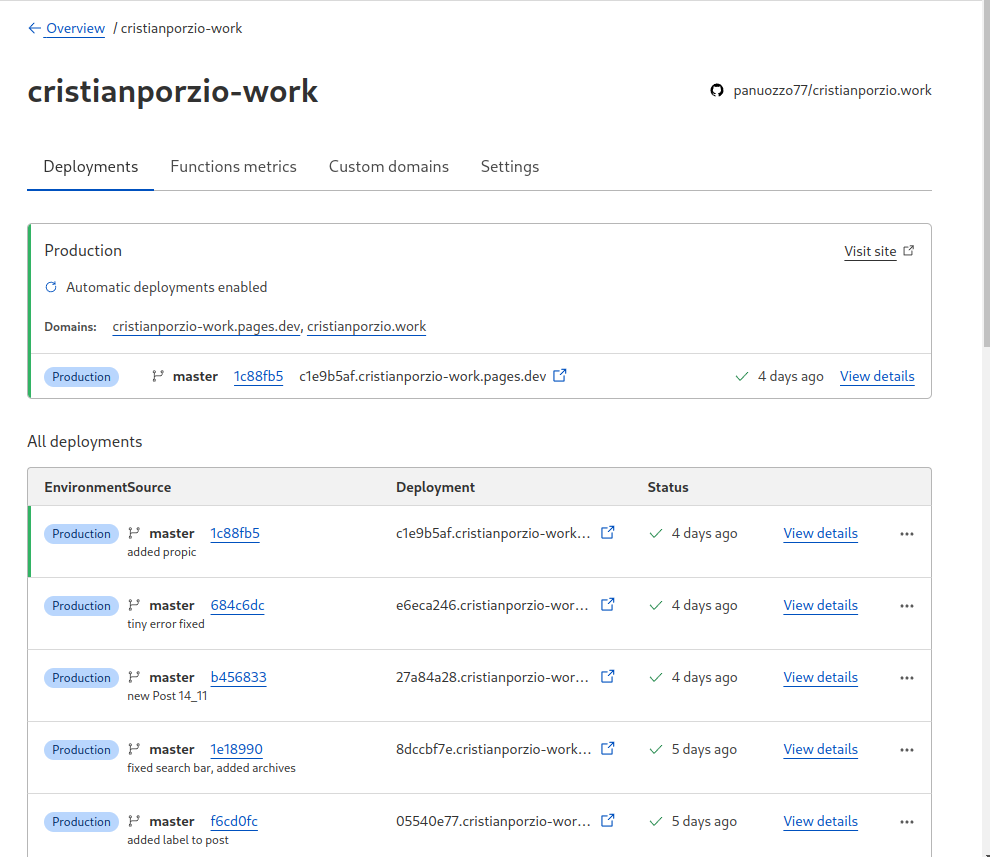 ← Overview / cristianporzio-work
cristianporzio-work
panuozzo77/cristianporzio.work
Deployments Functions metrics Custom domains Settings
Production Visit site
Automatic deployments enabled
Domains: cristianporzio-work.pages.dev, cristianporzio.work
Production master 1c88fb5 c1e9b5af.cristianporzio-work.pages.dev 4 days ago View details
All deployments
Environment Source Deployment Status
Production master 1c88fb5 c1e9b5af.cristianporzio-work... 4 days ago View details ...
added propic
Production master 684c6dc e6eca246.cristianporzio-wor... 4 days ago View details ...
tiny error fixed
Production master b456833 27a84a28.cristianporzio-wor... 4 days ago View details ...
new Post 14_11
Production master 1e18990 8dccbf7e.cristianporzio-work... 5 days ago View details ...
fixed search bar, added archives
Production master f6cd0fc 05540e77.cristianporzio-wor... 5 days ago View details ...
added label to post